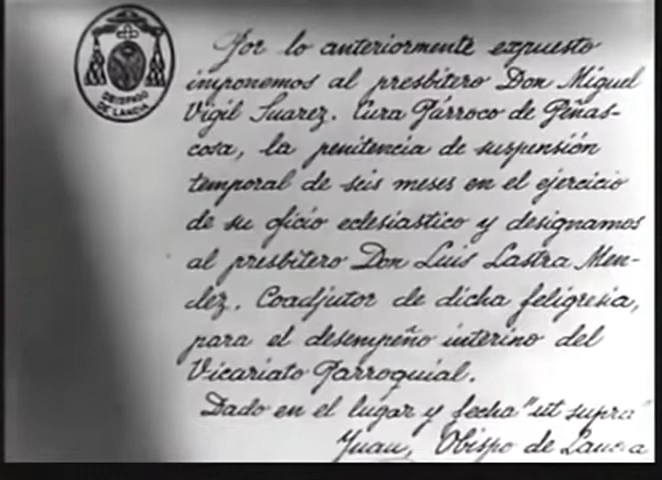 OBISPADO
DE LANCIA
Por lo anteriormente expuesto
imponemos al presbitero Don Miguel
Vigil Suarez. Cura Párroco de Peñas-
cosa, la penitencia de suspensión
temporal de seis meses en el ejercicio
de su oficio eclesiastico y designamos
al presbitero Don Luis Lastra Men-
dez. Coadjutor de dicha feligresia,
para el desempeño interino del
Vicariato Parroquial.
Dado en el lugar y fecha "ut supra"
Juan, Obispo de Lancia